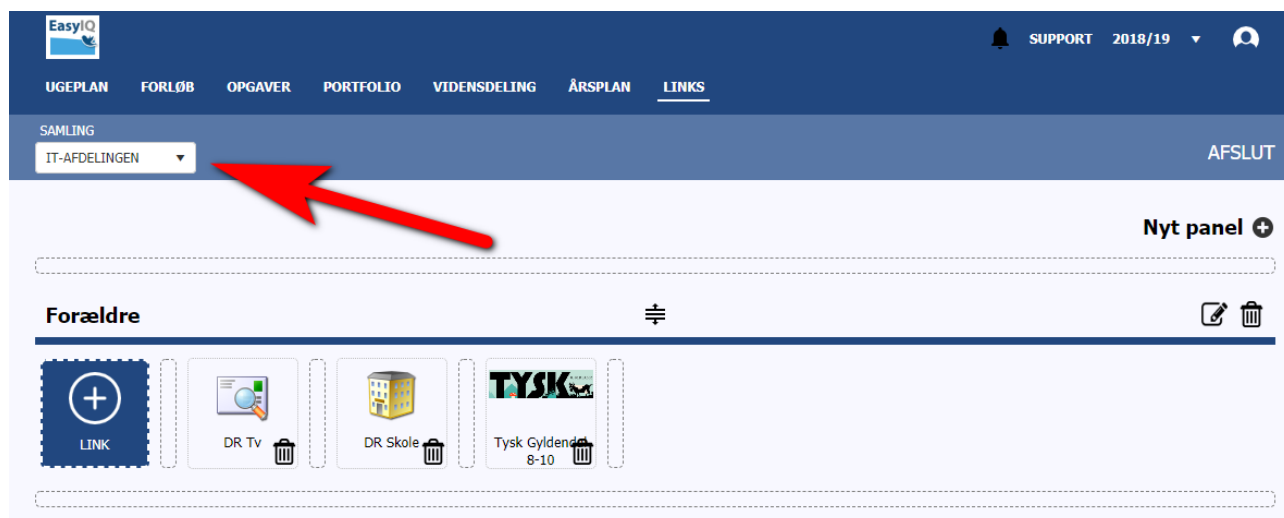 EasyIQ
SUPPORT 2018/19
UGEPLAN FORLØB OPGAVER PORTFOLIO VIDENSDELING ÅRSPLAN LINKS
SAMLING
IT-AFDELINGEN
AFSLUT
Nyt panel
Forældre
TYSK
LINK
DR Tv
DR Skole
Tysk Gyldendal
8-10